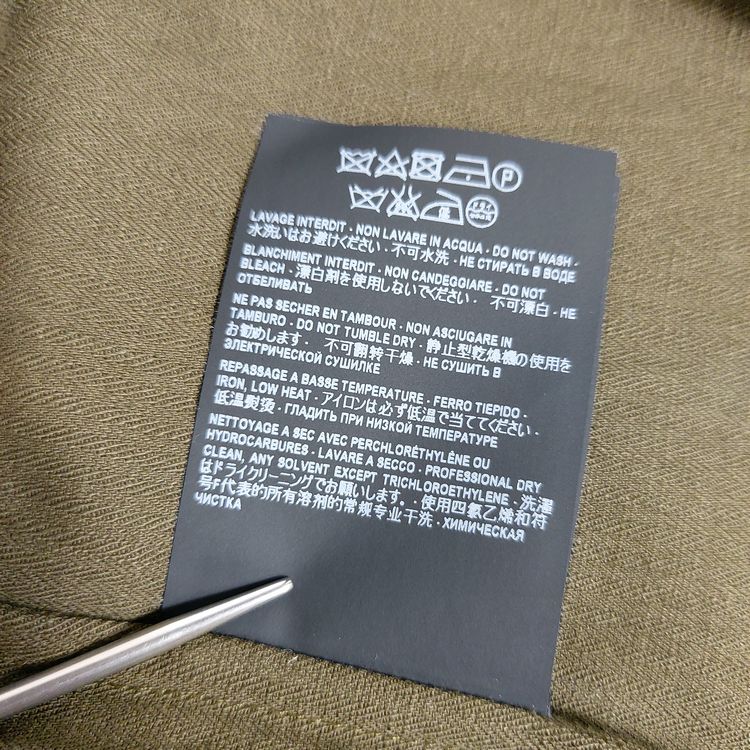 P
LAVAGE INTERDIT - NON LAVARE IN ACQUA - DO NOT WASH -
水洗いはお避けください - 不可水洗 - НЕ СТИРАТЬ В ВОДЕ
BLANCHIMENT INTERDIT - NON CANDEGGIARE - DO NOT
BLEACH - 漂白剤を使用しないでください - 不可漂白 - НЕ
ОТБЕЛИВАТЬ
NE PAS SECHER EN TAMBOUR - NON ASCIUGARE IN
TAMBURO - DO NOT TUMBLE DRY - 静止型乾燥機の使用を
お勧めします - 不可翻转干燥 - НЕ СУШИТЬ В
ЭЛЕКТРИЧЕСКОЙ СУШИЛКЕ
REPASSAGE A BASSE TEMPERATURE - FERRO TIEPIDO -
IRON, LOW HEAT - アイロンは必ず低温で当ててください -
低温熨烫 - ГЛАДИТЬ ПРИ НИЗКОЙ ТЕМПЕРАТУРЕ
NETTOYAGE A SEC AVEC PERCHLORÉTHYLÈNE OU
HYDROCARBURES - LAVARE A SECCO - PROFESSIONAL DRY
CLEAN, ANY SOLVENT EXCEPT TRICHLOROETHYLENE - 洗濯
はドライクリーニングでお願いします。- 使用四氯乙烯和符
号F代表的所有溶剂的常规专业干洗 - ХИМИЧЕСКАЯ
ЧИСТКА